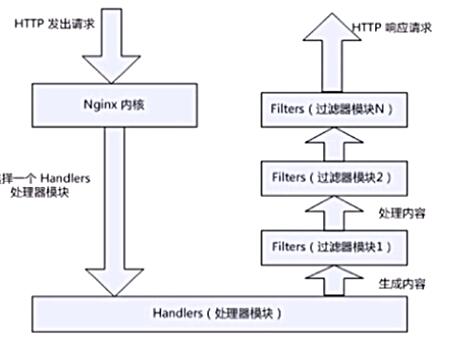 HTTP 发出请求
HTTP 响应请求
Nginx 内核
Filters（过滤器模块N）
择一个 Handlers
处理器模块
Filters（过滤器模块2）
处理内容
Filters（过滤器模块1）
生成内容
Handlers（处理器模块）